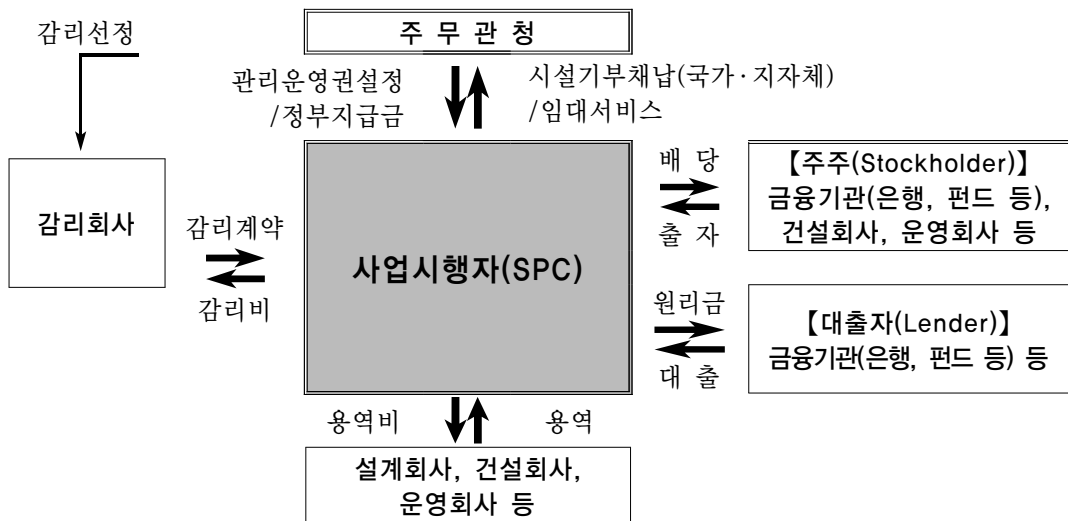 감리선정
주 무 관 청
관리운영권설정
/정부지급금
시설기부채납(국가·지자체)
/임대서비스
감리회사
감리계약
감리비
사업시행자(SPC)
배 당
출 자
【주주(Stockholder)】
금융기관(은행, 펀드 등),
건설회사, 운영회사 등
원리금
대 출
【대출자(Lender)】
금융기관(은행, 펀드 등) 등
용역비
용역
설계회사, 건설회사,
운영회사 등